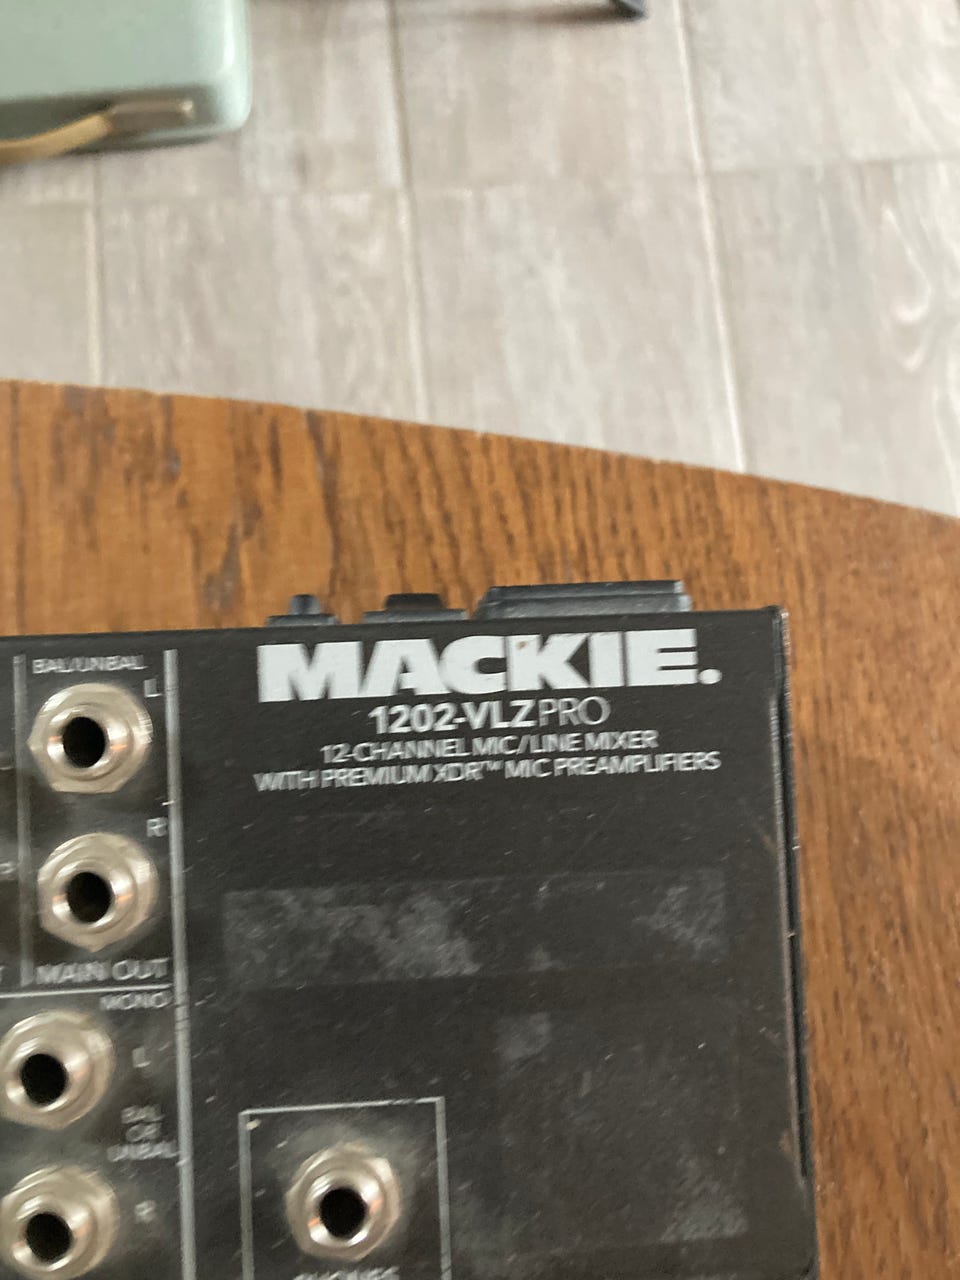 MACKIE.
1202-VLZ PRO
12-CHANNEL MIC/LINE MIXER
WITH PREMIUM XDR™ MIC PREAMPLIFIERS
BAL/UNBAL
L
R
MAIN OUT
MONO
L
BAL
OR
UNBAL
R
PHONES